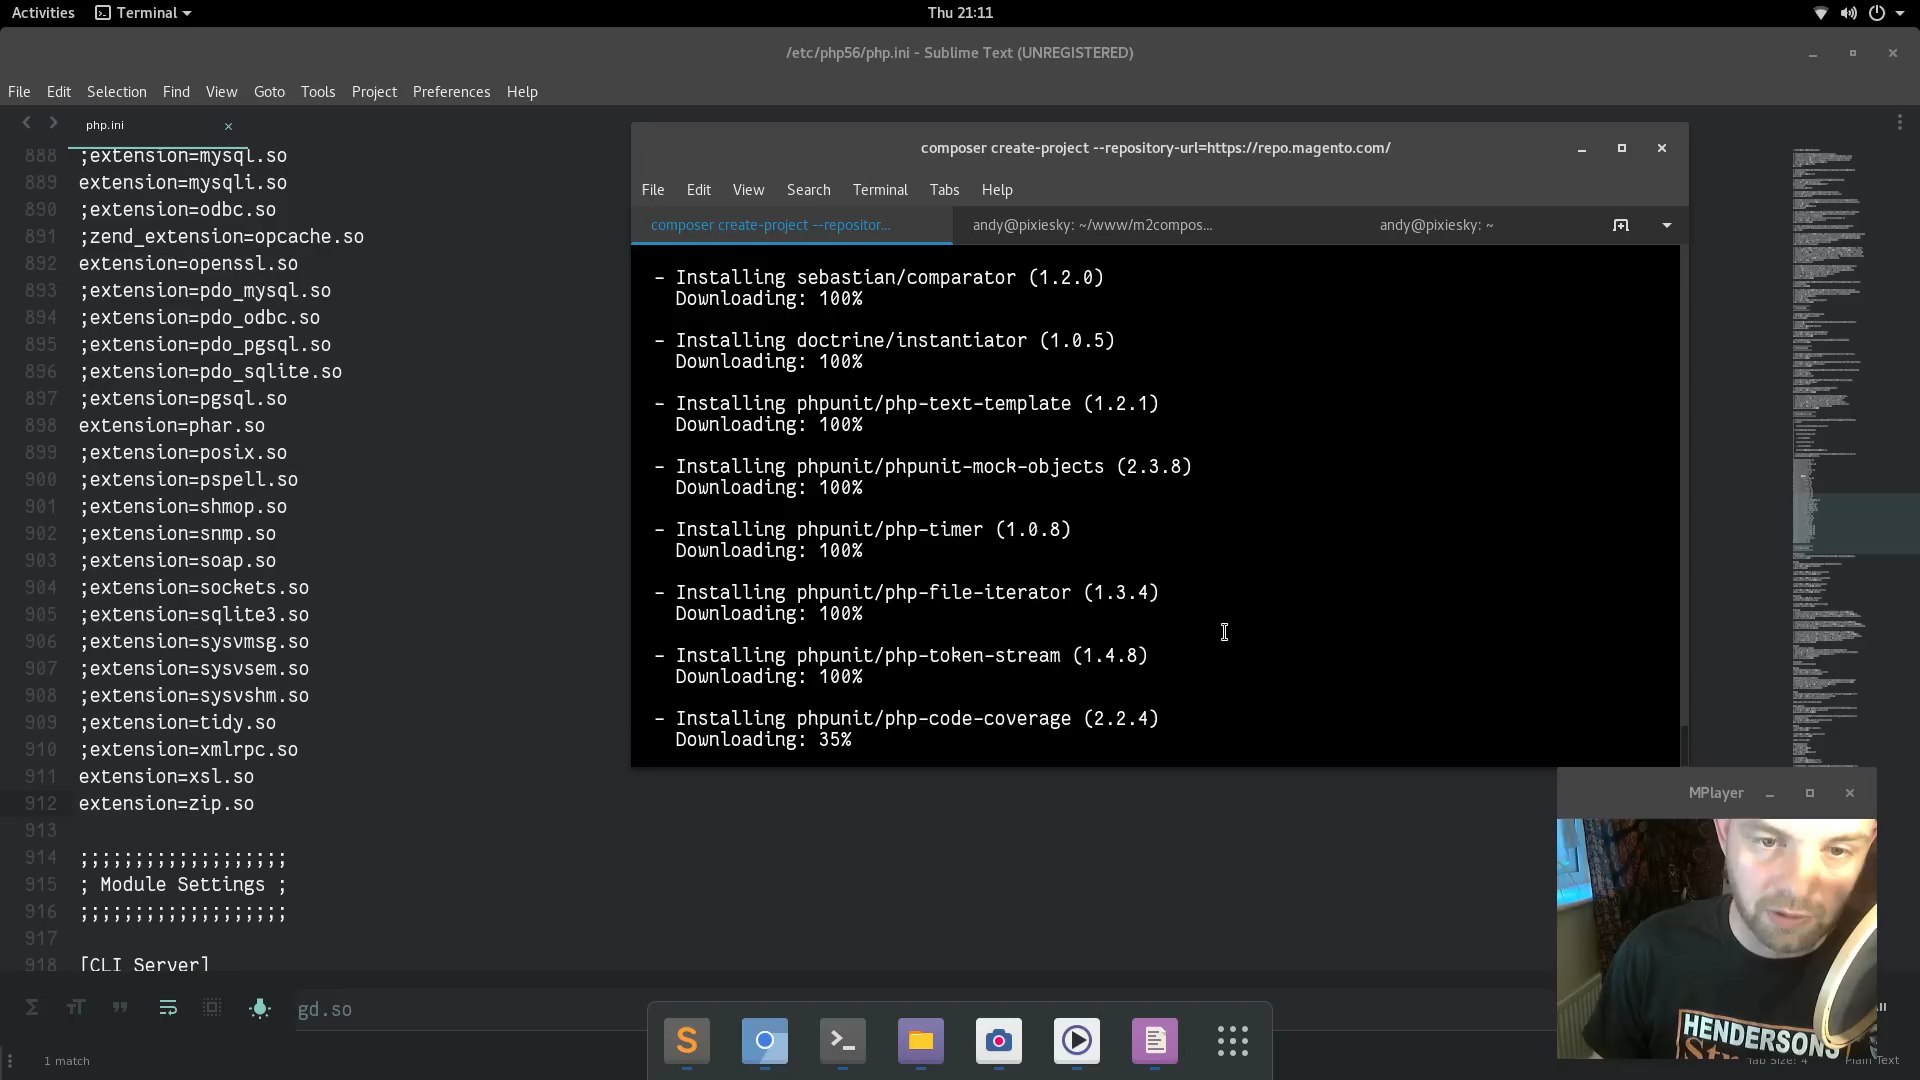 Activities Terminal Thu 21:11
/etc/php56/php.ini - Sublime Text (UNREGISTERED)
File Edit Selection Find View Goto Tools Project Preferences Help
php.ini
888 ;extension=mysql.so
889 extension=mysqli.so
890 ;extension=odbc.so
891 ;zend_extension=opcache.so
892 extension=openssl.so
893 ;extension=pdo_mysql.so
894 ;extension=pdo_odbc.so
895 ;extension=pdo_pgsql.so
896 ;extension=pdo_sqlite.so
897 ;extension=pgsql.so
898 extension=phar.so
899 ;extension=posix.so
900 ;extension=pspell.so
901 ;extension=shmop.so
902 ;extension=snmp.so
903 ;extension=soap.so
904 ;extension=sockets.so
905 ;extension=sqlite3.so
906 ;extension=sysvmsg.so
907 ;extension=sysvsem.so
908 ;extension=sysvshm.so
909 ;extension=tidy.so
910 ;extension=xmlrpc.so
911 extension=xsl.so
912 extension=zip.so
913
914 ;;;;;;;;;;;;;;;;;;;
915 ; Module Settings ;
916 ;;;;;;;;;;;;;;;;;;;
917
918 [CLI Server]
gd.so
1 match
composer create-project --repository-url=https://repo.magento.com/
File Edit View Search Terminal Tabs Help
composer create-project --repositor... andy@pixiesky: ~/www/m2compos... andy@pixiesky: ~
- Installing sebastian/comparator (1.2.0)
Downloading: 100%
- Installing doctrine/instantiator (1.0.5)
Downloading: 100%
- Installing phpunit/php-text-template (1.2.1)
Downloading: 100%
- Installing phpunit/phpunit-mock-objects (2.3.8)
Downloading: 100%
- Installing phpunit/php-timer (1.0.8)
Downloading: 100%
- Installing phpunit/php-file-iterator (1.3.4)
Downloading: 100%
- Installing phpunit/php-token-stream (1.4.8)
Downloading: 100%
- Installing phpunit/php-code-coverage (2.2.4)
Downloading: 35%
MPlayer
HENDERSONS
Tab Size: 4 Plain Text